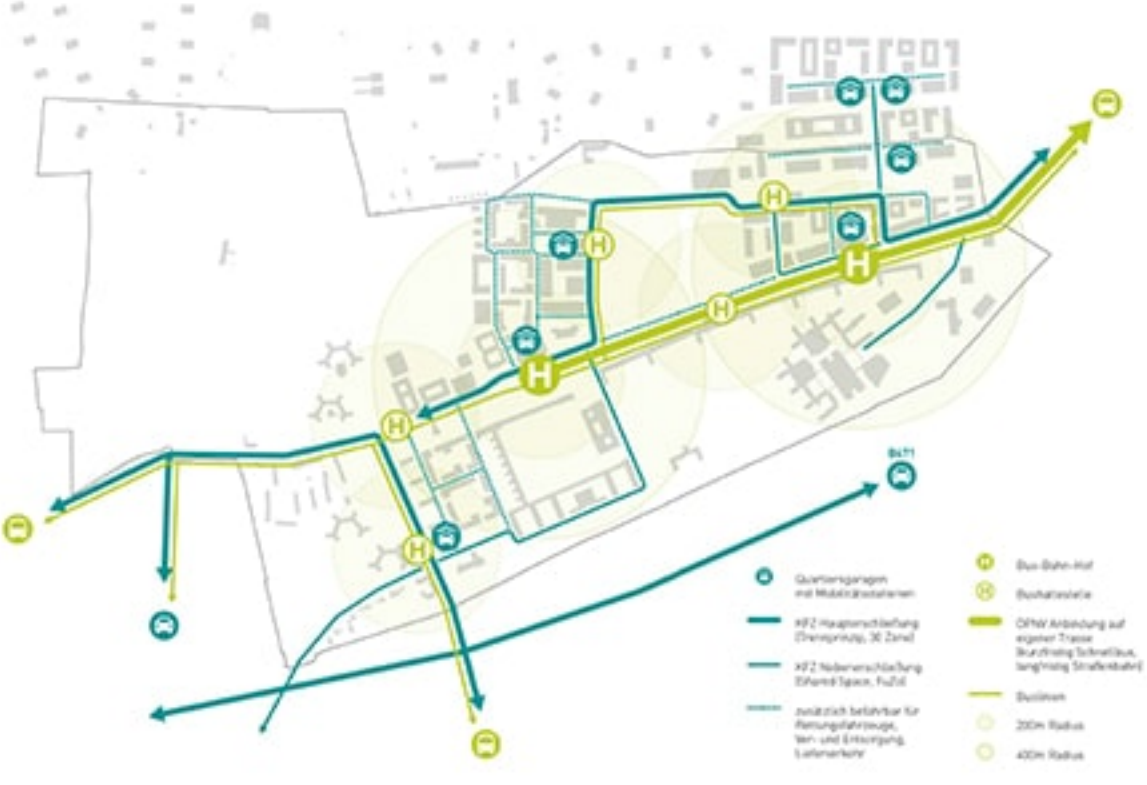 H
H
H
H
H
H
H
B471
Quartiersgaragen
mit Mobilitätsstationen
KFZ Haupterschließung
(Trennprinzip, 30 Zone)
KFZ Nebenerschließung
(Shared Space, FuZo)
zusätzlich befahrbar für
Rettungsfahrzeuge,
Ver- und Entsorgung,
Lieferverkehr
H
Bus-Bahn-Hof
H
Bushaltestelle
ÖPNV Anbindung auf
eigener Trasse
(kurzfristig Schnellbus,
langfristig Straßenbahn)
Buslinien
200m Radius
400m Radius